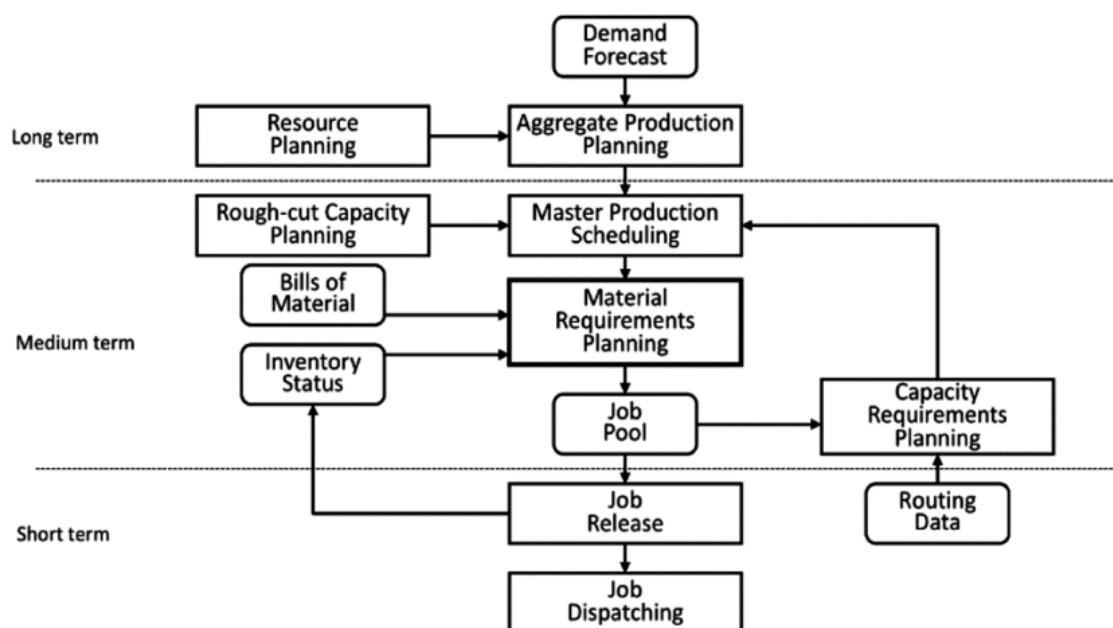 Demand
Forecast
Long term
Resource
Planning
Aggregate Production
Planning
Rough-cut Capacity
Planning
Master Production
Scheduling
Bills of
Material
Material
Requirements
Planning
Medium term
Inventory
Status
Job
Pool
Capacity
Requirements
Planning
Short term
Job
Release
Routing
Data
Job
Dispatching